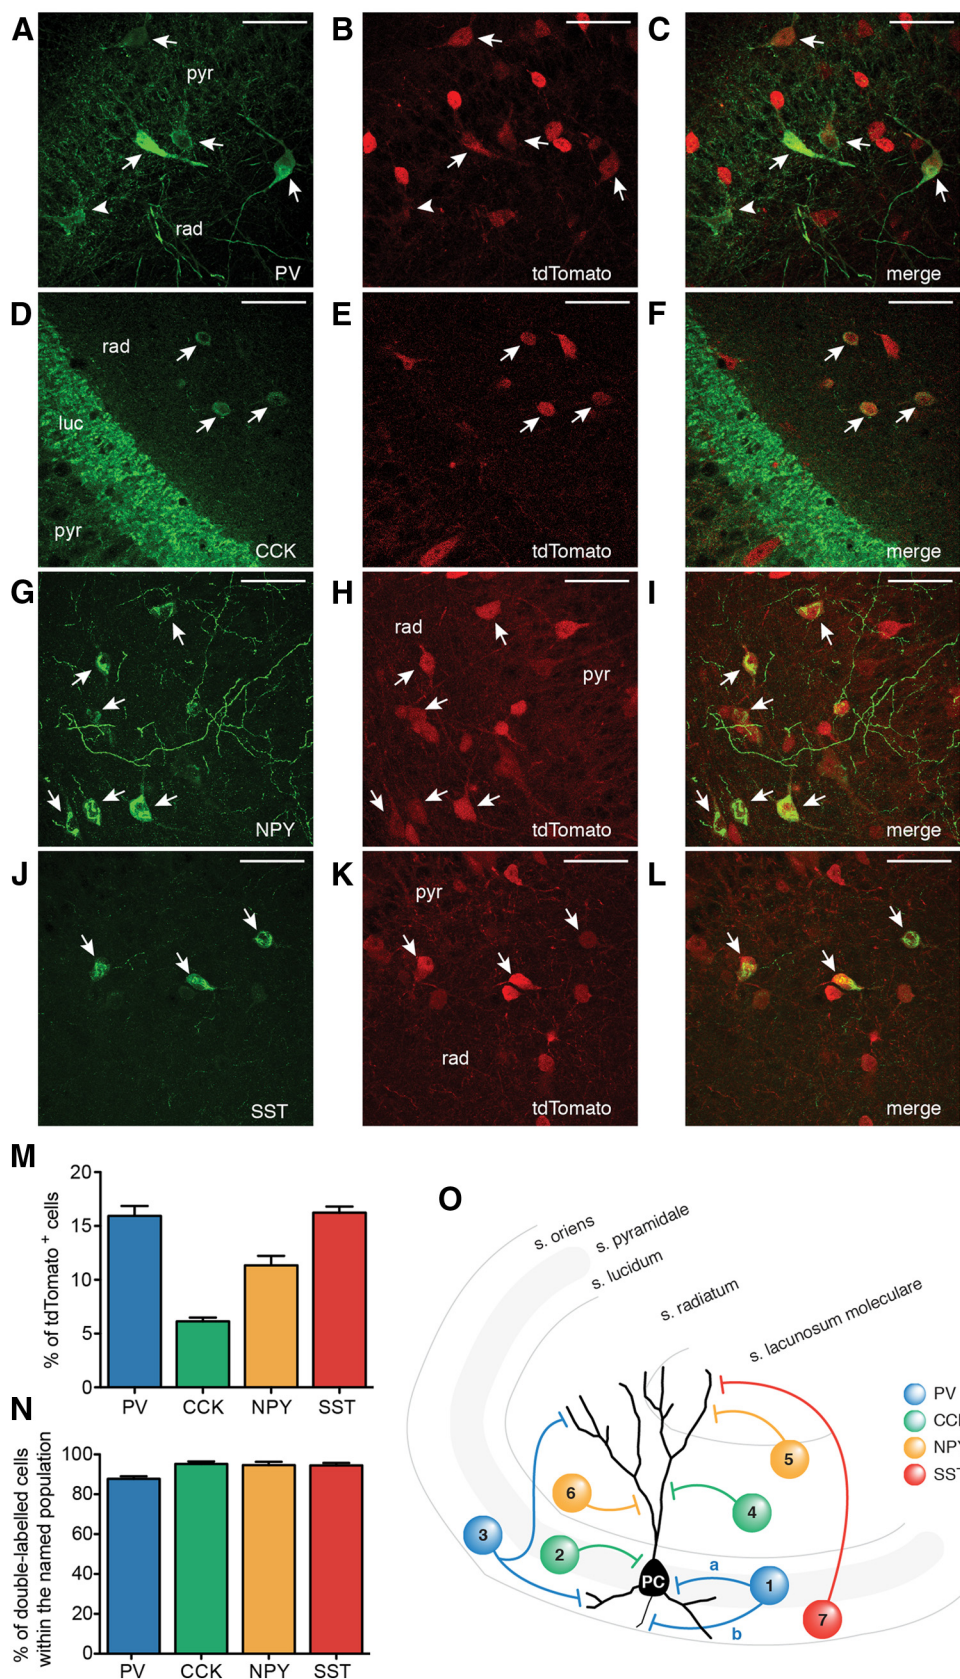 A
pyr
rad
PV
B
tdTomato
C
merge
D
rad
luc
pyr
CCK
E
tdTomato
F
merge
G
NPY
H
rad
pyr
tdTomato
I
merge
J
SST
K
pyr
rad
tdTomato
L
merge
M
% of tdTomato + cells
20
15
10
5
0
PV CCK NPY SST
N
% of double-labelled cells
within the named population
100
80
60
40
20
0
PV CCK NPY SST
O
s. oriens
s. pyramidale
s. lucidum
s. radiatum
s. lacunosum moleculare
PV
CCK
NPY
SST
5
6
4
3
2
PC
a
1
b
7